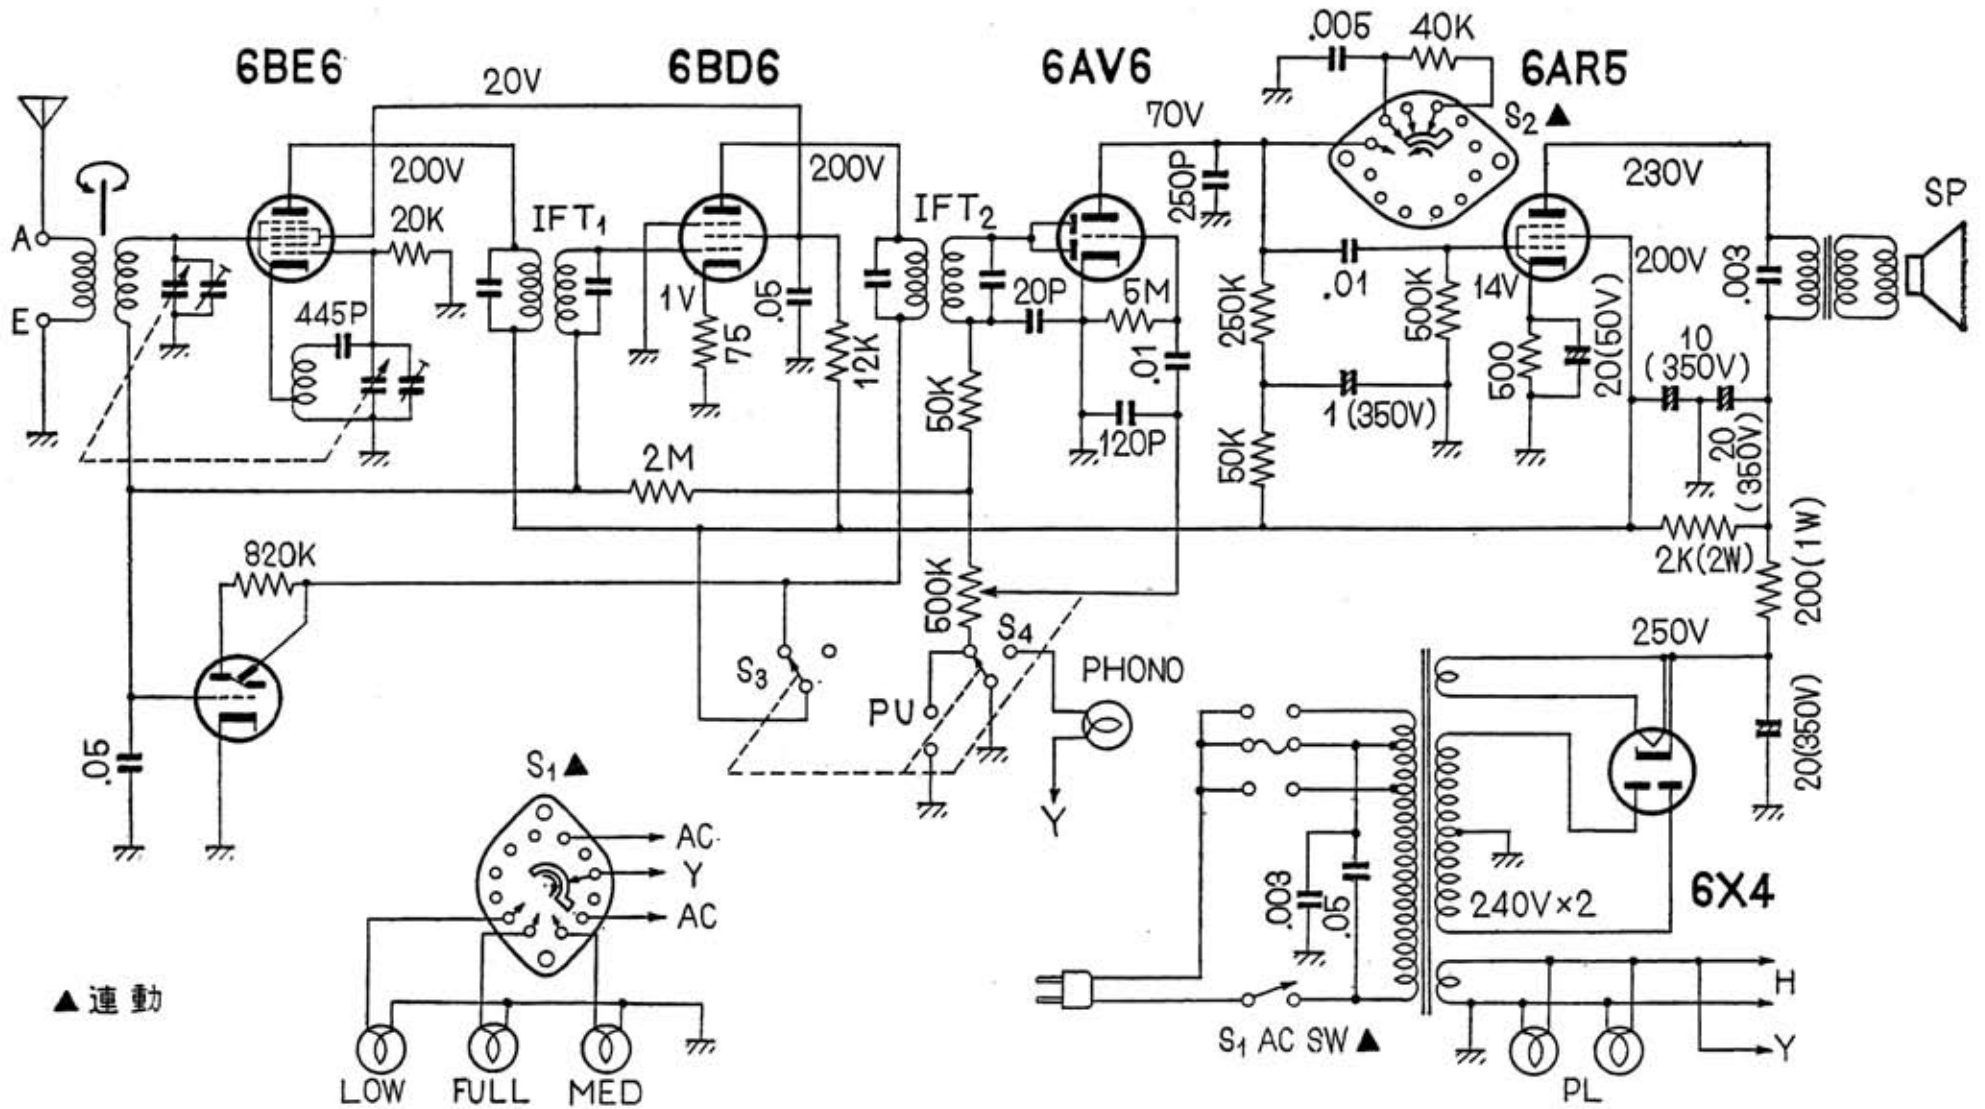 6BE6
6BD6
6AV6
6AR5
.005
40K
20V
70V
S2 ▲
200V
200V
230V
SP
20K
IFT1
IFT2
250P
A
E
1V
.05
20P
5M
.01
14V
200V
.003
445P
75
12K
250K
500K
500
20(50V)
10
(350V)
50K
.01
120P
1(350V)
20
(350V)
2M
50K
2K(2W)
200(1W)
820K
500K
S4
S3
PU
PHONO
250V
20(350V)
.05
S1 ▲
Y
AC
Y
AC
.003
.05
240V×2
6X4
▲連動
H
S1 AC SW ▲
Y
LOW
FULL
MED
PL